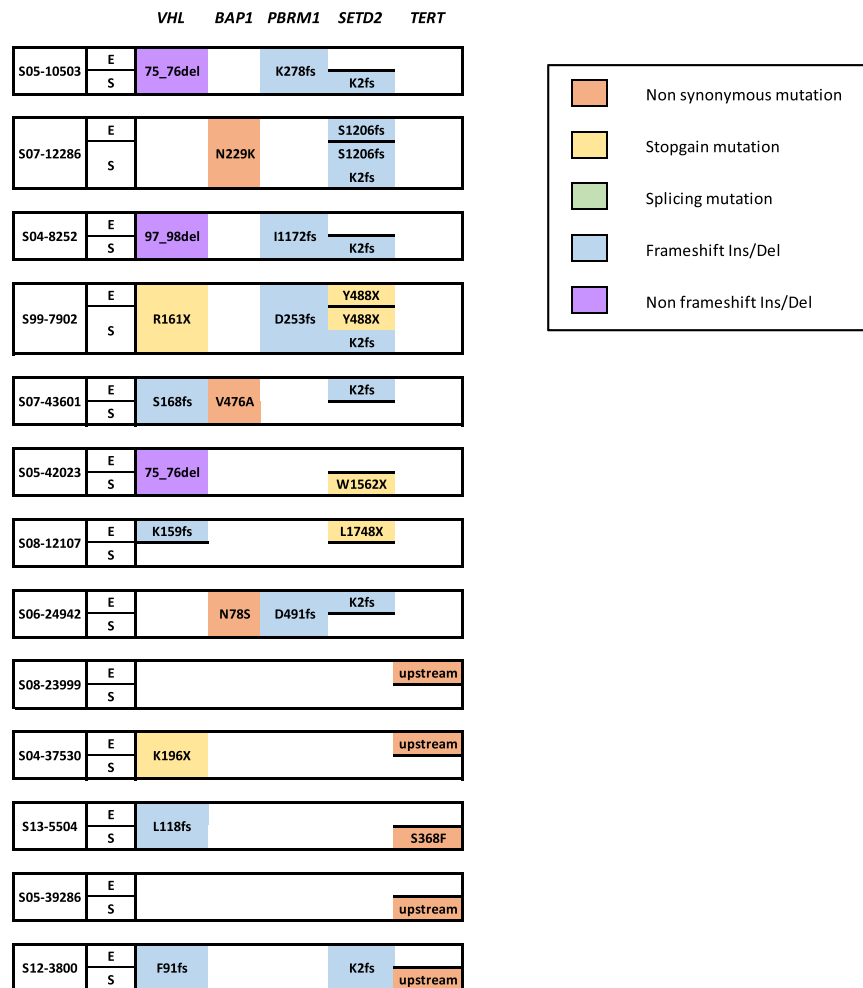 VHL BAP1 PBRM1 SETD2 TERT
S05-10503 E 75_76del K278fs
S K2fs
S07-12286 E N229K S1206fs
S S1206fs
K2fs
S04-8252 E 97_98del I1172fs
S K2fs
S99-7902 E R161X D253fs Y488X
S Y488X
K2fs
S07-43601 E S168fs V476A K2fs
S
S05-42023 E 75_76del
S W1562X
S08-12107 E K159fs L1748X
S
S06-24942 E N78S D491fs K2fs
S
S08-23999 E upstream
S
S04-37530 E K196X upstream
S
S13-5504 E L118fs
S S368F
S05-39286 E
S upstream
S12-3800 E F91fs K2fs
S upstream
Non synonymous mutation
Stopgain mutation
Splicing mutation
Frameshift Ins/Del
Non frameshift Ins/Del